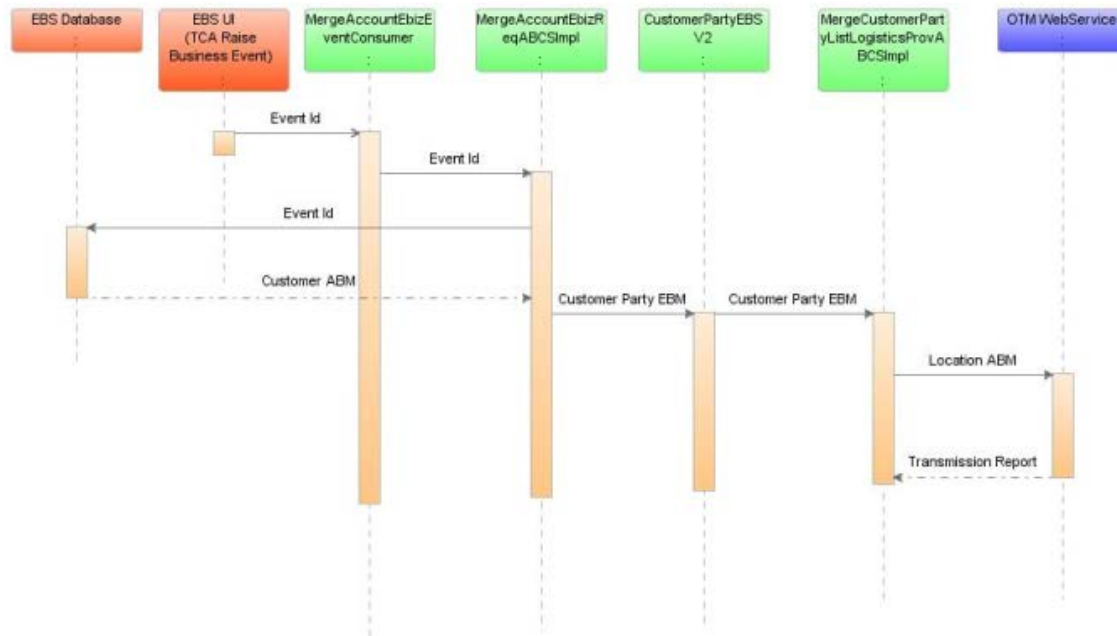 EBS Database
:
EBS UI
(TCA Raise
Business Event)
:
MergeAccountEbizE
ventConsumer
:
MergeAccountEbizR
eqABCSImpl
:
CustomerPartyEBS
V2
:
MergeCustomerPart
yListLogisticsProvA
BCSImpl
:
OTM WebService
:
Event Id
Event Id
Event Id
Customer ABM
Customer Party EBM
Customer Party EBM
Location ABM
Transmission Report